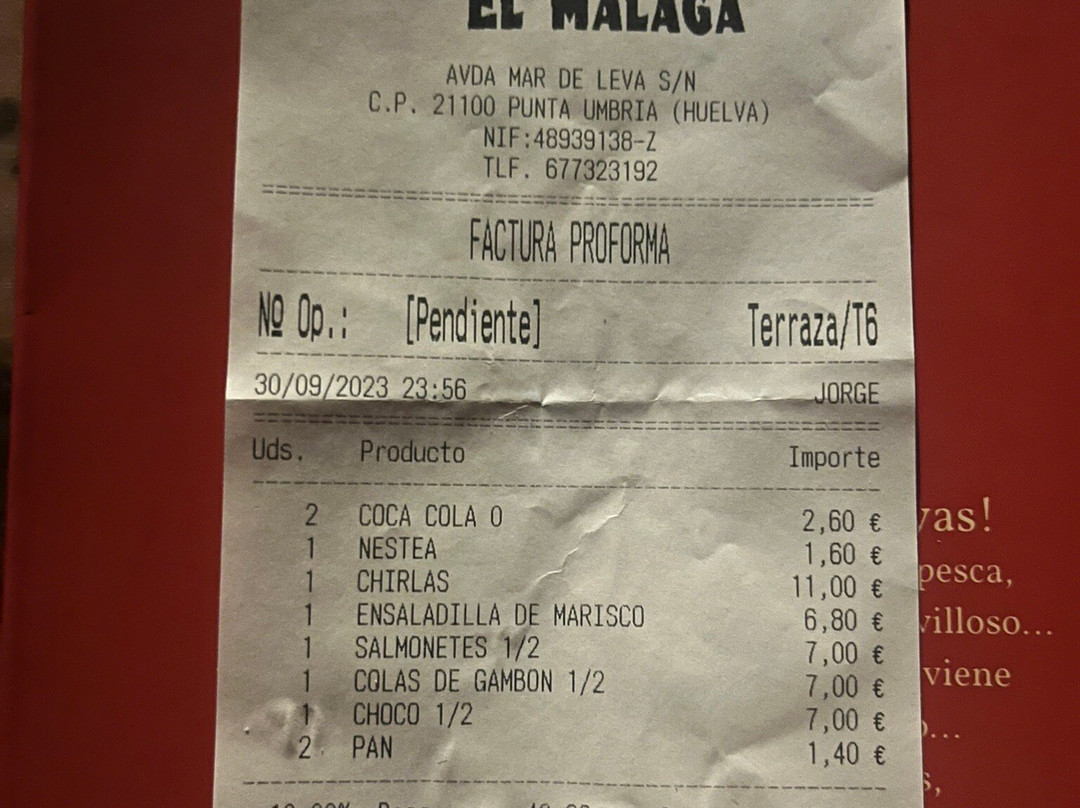 EL MALAGA
AVDA MAR DE LEVA S/N
C.P. 21100 PUNTA UMBRIA (HUELVA)
NIF:48939138-Z
TLF. 677323192
FACTURA PROFORMA
Nº Op.: [Pendiente] Terraza/T6
30/09/2023 23:56 JORGE
Uds. Producto Importe
2 COCA COLA 0 2,60 €
1 NESTEA 1,60 €
1 CHIRLAS 11,00 €
1 ENSALADILLA DE MARISCO 6,80 €
1 SALMONETES 1/2 7,00 €
1 COLAS DE GAMBON 1/2 7,00 €
1 CHOCO 1/2 7,00 €
2 PAN 1,40 €
pesca,
viene